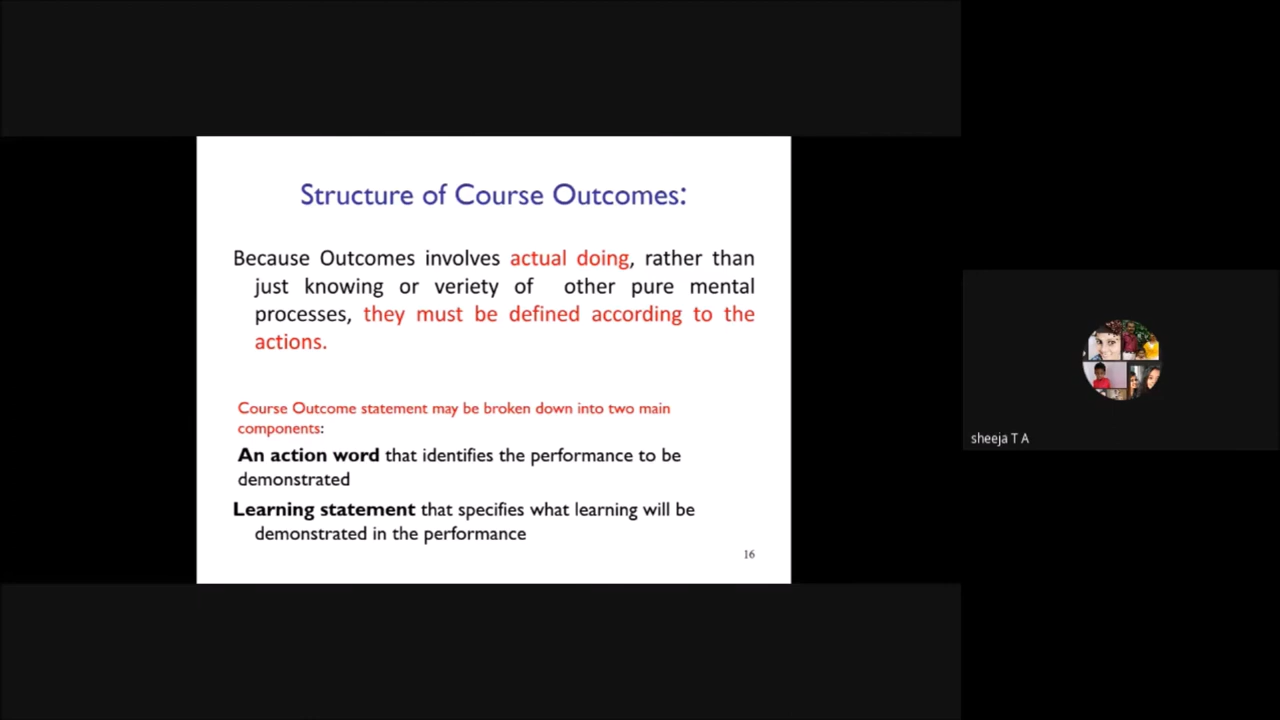 Structure of Course Outcomes:
Because Outcomes involves actual doing, rather than
just knowing or veriety of other pure mental
processes, they must be defined according to the
actions.
Course Outcome statement may be broken down into two main
components:
An action word that identifies the performance to be
demonstrated
Learning statement that specifies what learning will be
demonstrated in the performance
16
sheeja T A